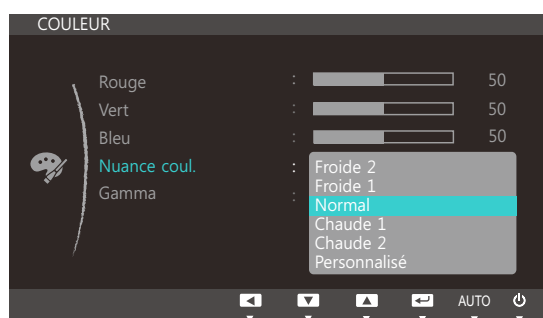 COULEUR
Rouge : 50
Vert : 50
Bleu : 50
Nuance coul. :
Gamma :
Froide 2
Froide 1
Normal
Chaude 1
Chaude 2
Personnalisé
AUTO